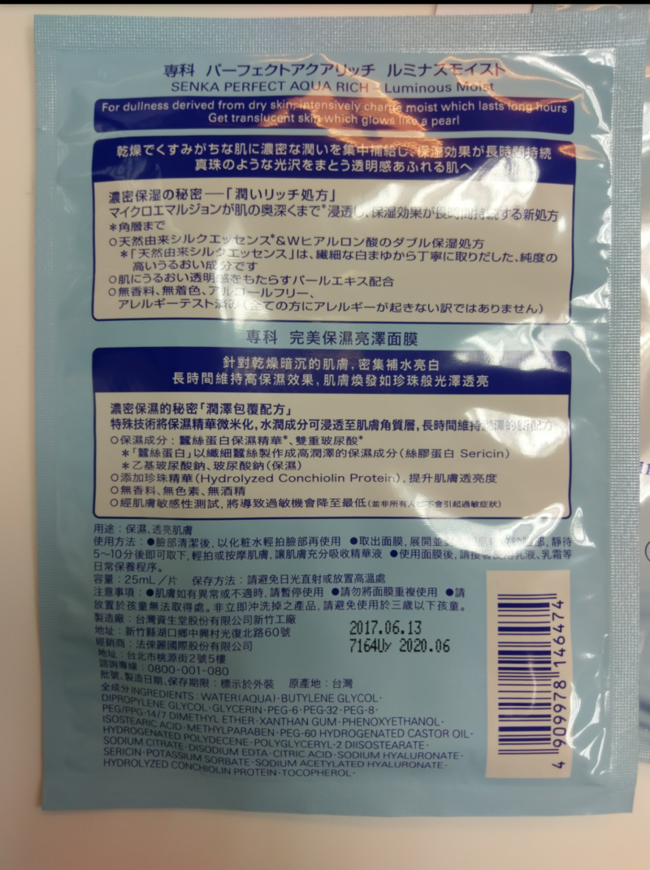 専科 パーフェクトアクアリッチ ルミナスモイスト
SENKA PERFECT AQUA RICH - Luminous Moist
For dullness derived from dry skin, intensively charge moist which lasts long hours
Get translucent skin which glows like a pearl
乾燥でくすみがちな肌に濃密な潤いを集中補給し、保湿効果が長時間持続
真珠のような光沢をまとう透明感あふれる肌へ
濃密保湿の秘密──「潤いリッチ処方」
マイクロエマルジョンが肌の奥深くまで*浸透し、保湿効果が長時間持続する新処方
*角層まで
○天然由来シルクエッセンス*&Wヒアルロン酸のダブル保湿処方
*「天然由来シルクエッセンス」は、繊細な白まゆから丁寧に取りだした、純度の
高いうるおい成分です
○肌にうるおい透明感をもたらすパールエキス配合
○無香料、無着色、アルコールフリー、
アレルギーテスト済み(全ての方にアレルギーが起きない訳ではありません)
専科 完美保濕亮澤面膜
針對乾燥暗沉的肌膚,密集補水亮白
長時間維持高保濕效果,肌膚煥發如珍珠般光澤透亮
濃密保濕的秘密「潤澤包覆配方」
特殊技術將保濕精華微米化,水潤成分可浸透至肌膚角質層,長時間維持潤澤的新配方
○保濕成分:蠶絲蛋白保濕精華*、雙重玻尿酸*
*「蠶絲蛋白」以纖細蠶絲製作成高潤澤的保濕成分(絲膠蛋白 Sericin)
*乙基玻尿酸鈉、玻尿酸鈉(保濕)
○添加珍珠精華(Hydrolyzed Conchiolin Protein),提升肌膚透亮度
○無香料、無色素、無酒精
○經肌膚敏感性測試,將導致過敏機會降至最低(並非所有人都不會引起過敏症狀)
用途:保濕、透亮肌膚
使用方法:●臉部清潔後,以化妝水輕拍臉部再使用 ●取出面膜,展開並 靜待
5～10分後即可取下,輕拍或按摩肌膚,讓肌膚充分吸收精華液 ●使用面膜後,請接著使用乳液、乳霜等
日常保養程序。
容量:25mL/片 保存方法:請避免日光直射或放置高溫處
注意事項:●肌膚如有異常或不適時,請暫停使用 ●請勿將面膜重複使用 ●請
放置於孩童無法取得處。非立即沖洗掉之產品,請避免使用於三歲以下孩童。
製造廠:台灣資生堂股份有限公司新竹工廠
地址:新竹縣湖口鄉中興村光復北路60號
經銷商:法倈麗國際股份有限公司
地址:台北市桃源街2號5樓
諮詢專線:0800-001-080
批號、製造日期、保存期限:標示於外裝 原產地:台灣
2017.06.13
7164Uy 2020.06
全成分INGREDIENTS:WATER(AQUA)·BUTYLENE GLYCOL·
DIPROPYLENE GLYCOL·GLYCERIN·PEG-6·PEG-32·PEG-8·
PEG/PPG-14/7 DIMETHYL ETHER·XANTHAN GUM·PHENOXYETHANOL·
ISOSTEARIC ACID·METHYLPARABEN·PEG-60 HYDROGENATED CASTOR OIL·
HYDROGENATED POLYDECENE·POLYGLYCERYL-2 DIISOSTEARATE·
SODIUM CITRATE·DISODIUM EDTA·CITRIC ACID·SODIUM HYALURONATE·
SERICIN·POTASSIUM SORBATE·SODIUM ACETYLATED HYALURONATE·
HYDROLYZED CONCHIOLIN PROTEIN·TOCOPHEROL·
4 909978 146474